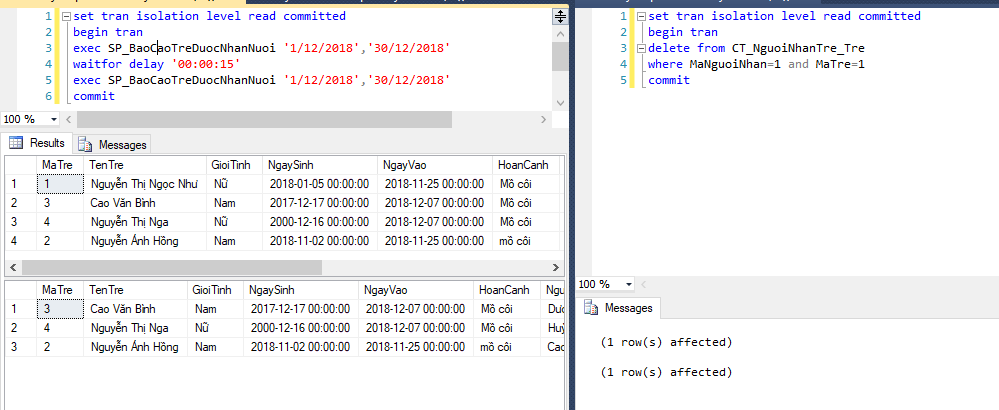 1 set tran isolation level read committed
2 begin tran
3 exec SP_BaoCaoTreDuocNhanNuoi '1/12/2018','30/12/2018'
4 waitfor delay '00:00:15'
5 exec SP_BaoCaoTreDuocNhanNuoi '1/12/2018','30/12/2018'
6 commit
100 %
Results Messages
MaTre TenTre GioiTinh NgaySinh NgayVao HoanCanh
1 1 Nguyễn Thị Ngọc Như Nữ 2018-01-05 00:00:00 2018-11-25 00:00:00 Mồ côi
2 3 Cao Văn Bình Nam 2017-12-17 00:00:00 2018-12-07 00:00:00 Mồ côi
3 4 Nguyễn Thị Nga Nữ 2000-12-16 00:00:00 2018-12-07 00:00:00 Mồ côi
4 2 Nguyễn Ánh Hồng Nam 2018-11-02 00:00:00 2018-11-25 00:00:00 mồ côi
MaTre TenTre GioiTinh NgaySinh NgayVao HoanCanh Ngu
1 3 Cao Văn Bình Nam 2017-12-17 00:00:00 2018-12-07 00:00:00 Mồ côi
2 4 Nguyễn Thị Nga Nữ 2000-12-16 00:00:00 2018-12-07 00:00:00 Mồ côi
3 2 Nguyễn Ánh Hồng Nam 2018-11-02 00:00:00 2018-11-25 00:00:00 mồ côi Cao
1 set tran isolation level read committed
2 begin tran
3 delete from CT_NguoiNhanTre_Tre
4 where MaNguoiNhan=1 and MaTre=1
5 commit
100 %
Messages
(1 row(s) affected)
(1 row(s) affected)